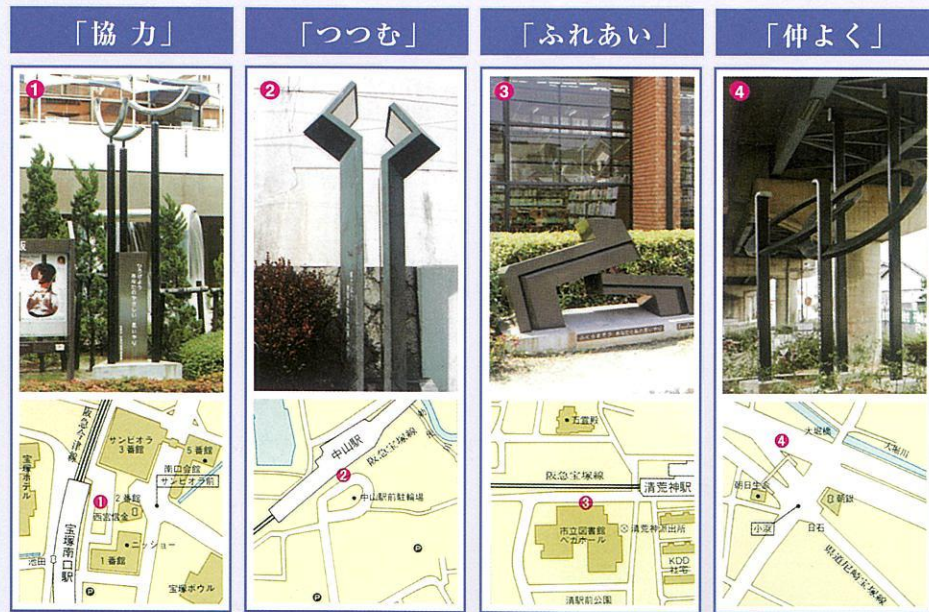 「協力」
「つつむ」
「ふれあい」
「仲よく」
1
2
3
4
阪急今津線
サンビオラ
3番館
5番館
南口会館
サンビオラ前
宝塚ホテル
1
2番館
西宮信金
ニッショー
1番館
池田
宝塚南口駅
宝塚ボウル
P
中山駅
阪急宝塚線
2
中山駅前駐輪場
P
阪急宝塚線
清荒神駅
3
市立図書館
ベガホール
清荒神派出所
KDD
社宅
清駅前公園
大堀橋
大堀川
4
朝日生命
朝銀
小浜
日石
県道尼崎宝塚線